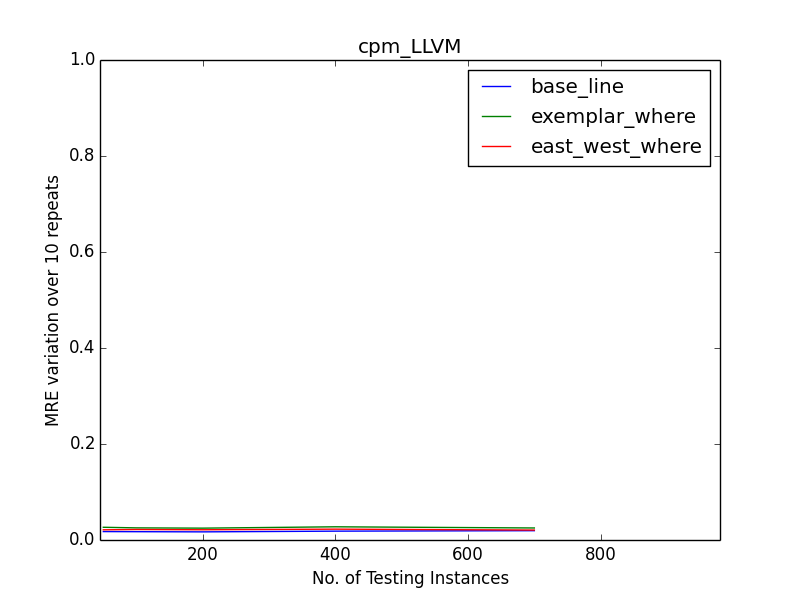 cpm_LLVM
base_line
exemplar_where
east_west_where
1.0
0.8
0.6
0.4
0.2
0.0
MRE variation over 10 repeats
200
400
600
800
No. of Testing Instances